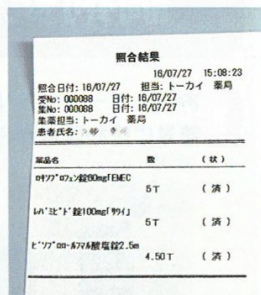 照合結果
16/07/27 15:08:23
照合日付: 16/07/27 担当: トーカイ 薬局
受No: 000088 日付: 16/07/27
集No: 000088 日付: 16/07/27
集薬担当: トーカイ 薬局
患者氏名:
薬品名 数 (状)
ロキソプロフェン錠60mg「EMEC
5T (済)
レバミピド錠100mg「サワイ」
5T (済)
ビソプロロールフマル酸塩錠2.5m
4.50T (済)